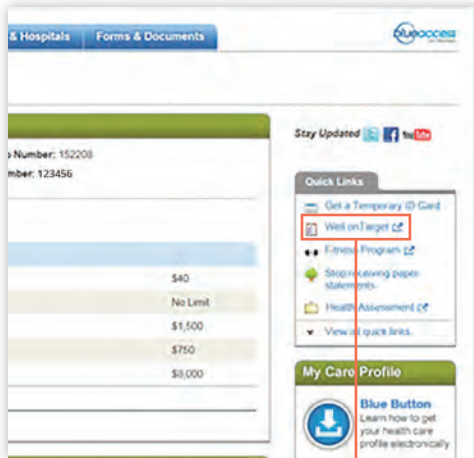 & Hospitals
Forms & Documents
blueaccess
Stay Updated
You Tube
o Number: 152208
mber: 123456
Quick Links
Get a Temporary ID Card
Well onTarget
Fitness Program
Stop receiving paper
statements
Health Assessment
View all quick links.
$40
No Limit
$1,500
$750
$3,000
My Care Profile
Blue Button
Learn how to get
your health care
profile electronically